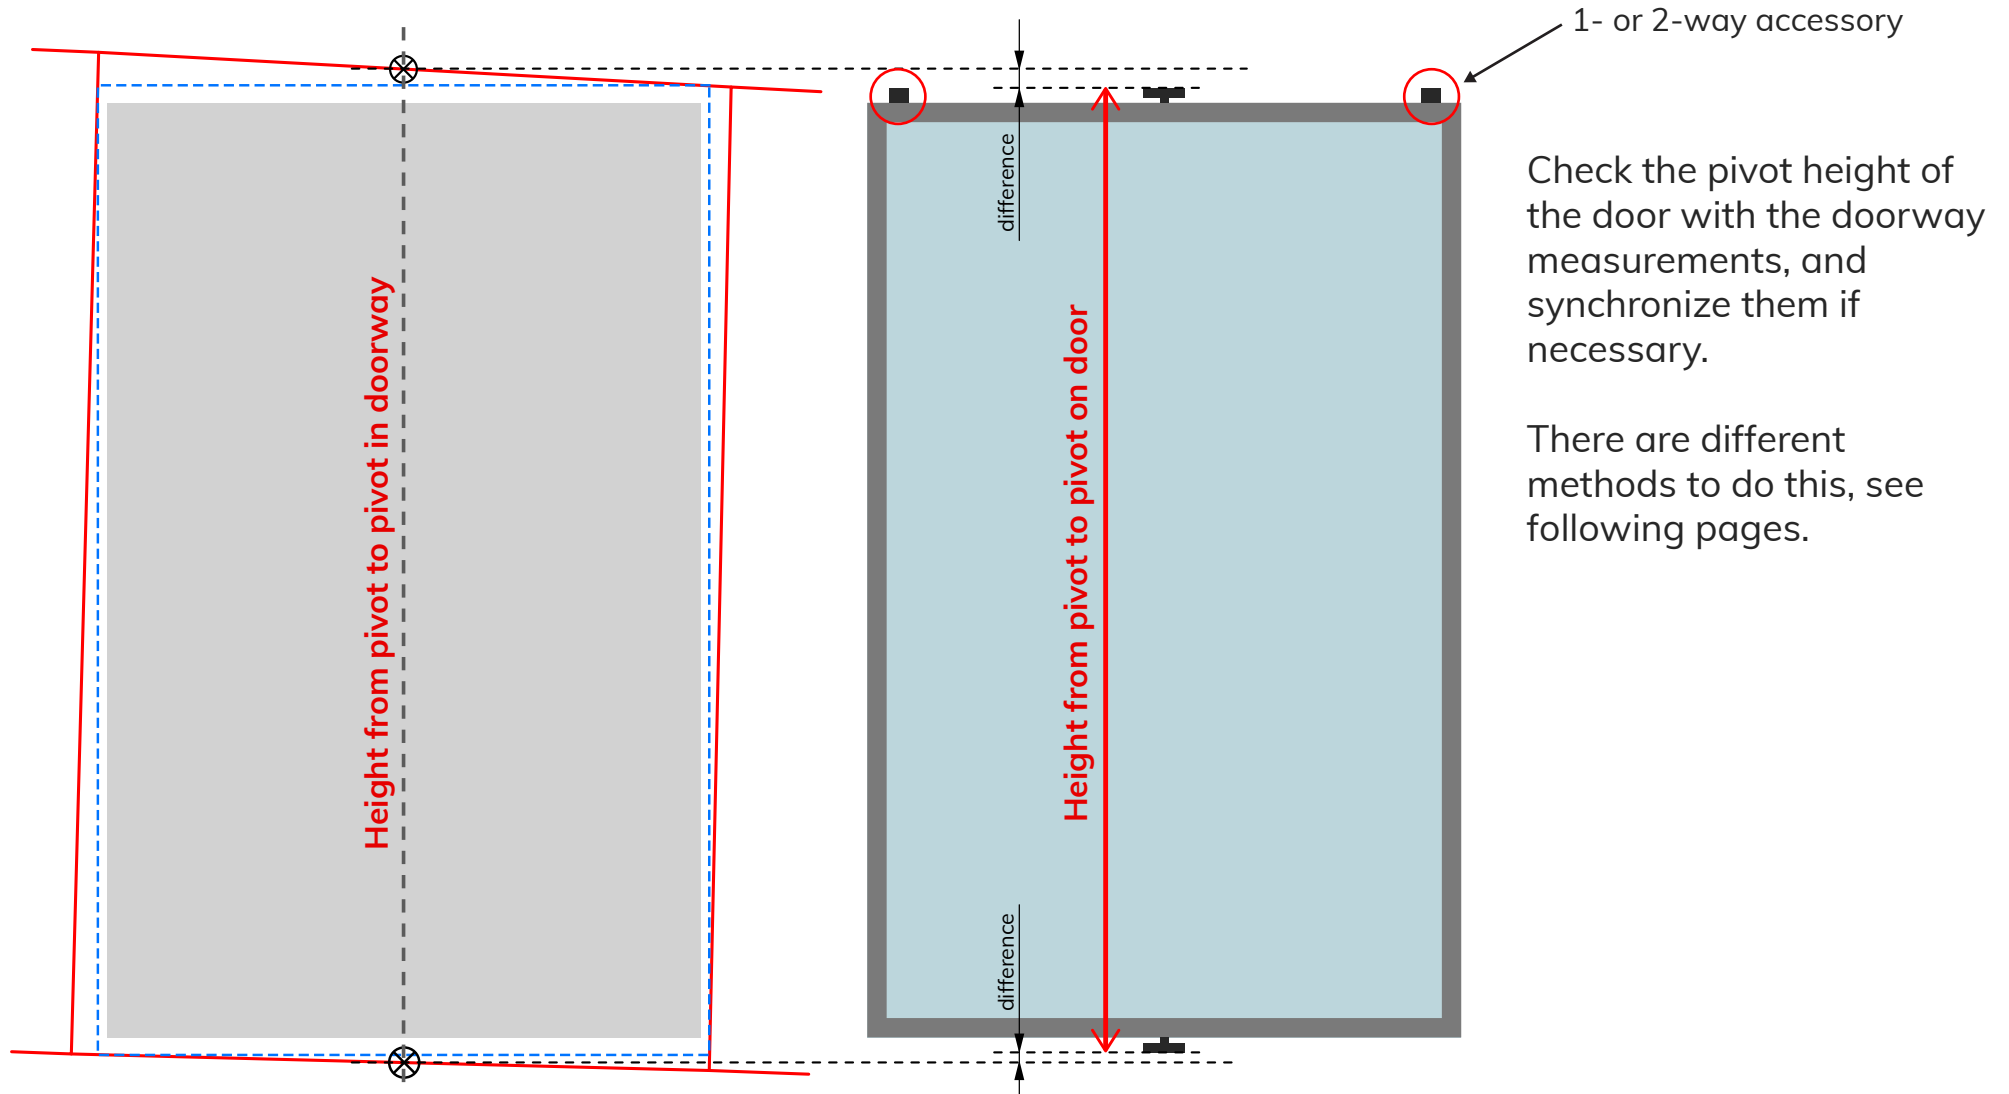 1- or 2-way accessory
difference
Height from pivot to pivot in doorway
Height from pivot to pivot on door
difference
Check the pivot height of
the door with the doorway
measurements, and
synchronize them if
necessary.
There are different
methods to do this, see
following pages.